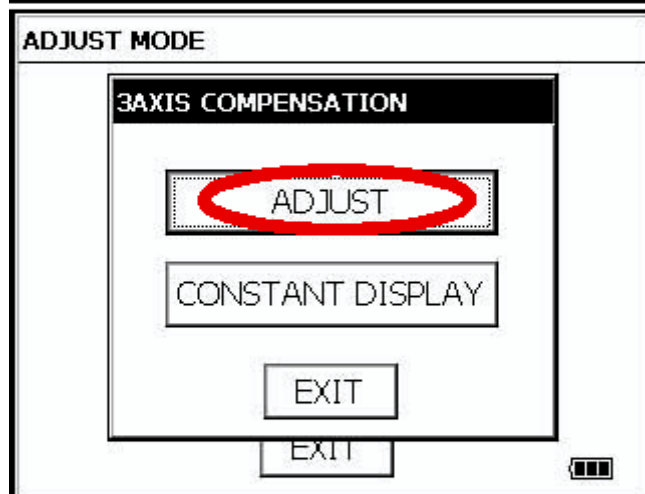 ADJUST MODE
3AXIS COMPENSATION
ADJUST
CONSTANT DISPLAY
EXIT
EXIT